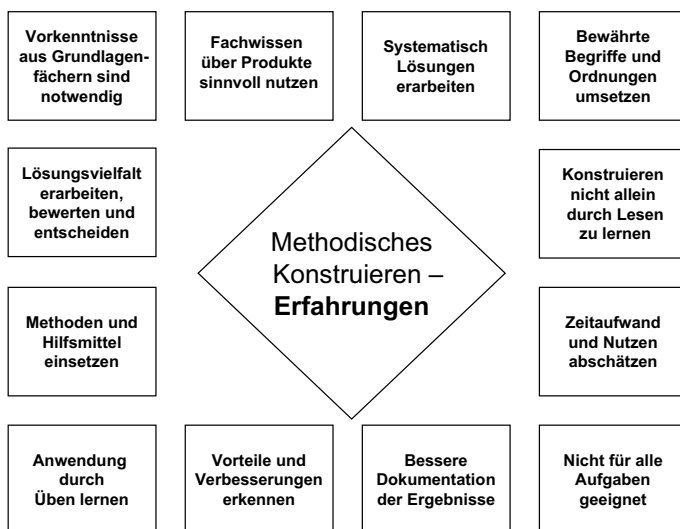 Vorkenntnisse
aus Grundlagen-
fächern sind
notwendig
Fachwissen
über Produkte
sinnvoll nutzen
Systematisch
Lösungen
erarbeiten
Bewährte
Begriffe und
Ordnungen
umsetzen
Lösungsvielfalt
erarbeiten,
bewerten und
entscheiden
Methodisches
Konstruieren –
Erfahrungen
Konstruieren
nicht allein
durch Lesen
zu lernen
Methoden und
Hilfsmittel
einsetzen
Zeitaufwand
und Nutzen
abschätzen
Anwendung
durch
Üben lernen
Vorteile und
Verbesserungen
erkennen
Bessere
Dokumentation
der Ergebnisse
Nicht für alle
Aufgaben
geeignet